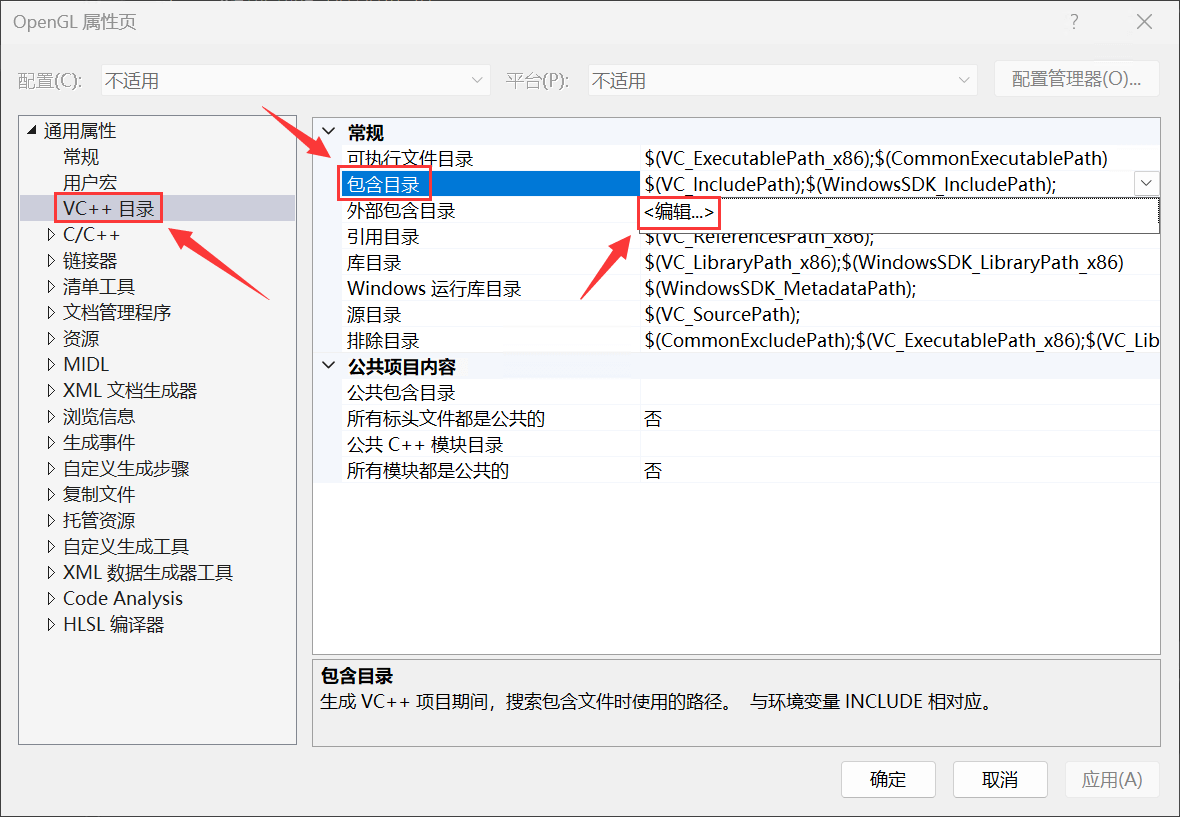 OpenGL 属性页
?
配置(C): 不适用 平台(P): 不适用 配置管理器(O)...
通用属性
常规
用户宏
VC++ 目录
C/C++
链接器
清单工具
文档管理程序
资源
MIDL
XML 文档生成器
浏览信息
生成事件
自定义生成步骤
复制文件
托管资源
自定义生成工具
XML 数据生成器工具
Code Analysis
HLSL 编译器
常规
可执行文件目录 $(VC_ExecutablePath_x86);$(CommonExecutablePath)
包含目录 $(VC_IncludePath);$(WindowsSDK_IncludePath);
外部包含目录 <编辑...>
引用目录 $(VC_ReferencesPath_x86);
库目录 $(VC_LibraryPath_x86);$(WindowsSDK_LibraryPath_x86)
Windows 运行库目录 $(WindowsSDK_MetadataPath);
源目录 $(VC_SourcePath);
排除目录 $(CommonExcludePath);$(VC_ExecutablePath_x86);$(VC_Lib
公共项目内容
公共包含目录
所有标头文件都是公共的 否
公共 C++ 模块目录
所有模块都是公共的 否
包含目录
生成 VC++ 项目期间，搜索包含文件时使用的路径。 与环境变量 INCLUDE 相对应。
确定 取消 应用(A)